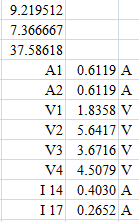 9.219512
7.366667
37.58618
A1 0.6119 A
A2 0.6119 A
V1 1.8358 V
V2 5.6417 V
V3 3.6716 V
V4 4.5079 V
I 14 0.4030 A
I 17 0.2652 A